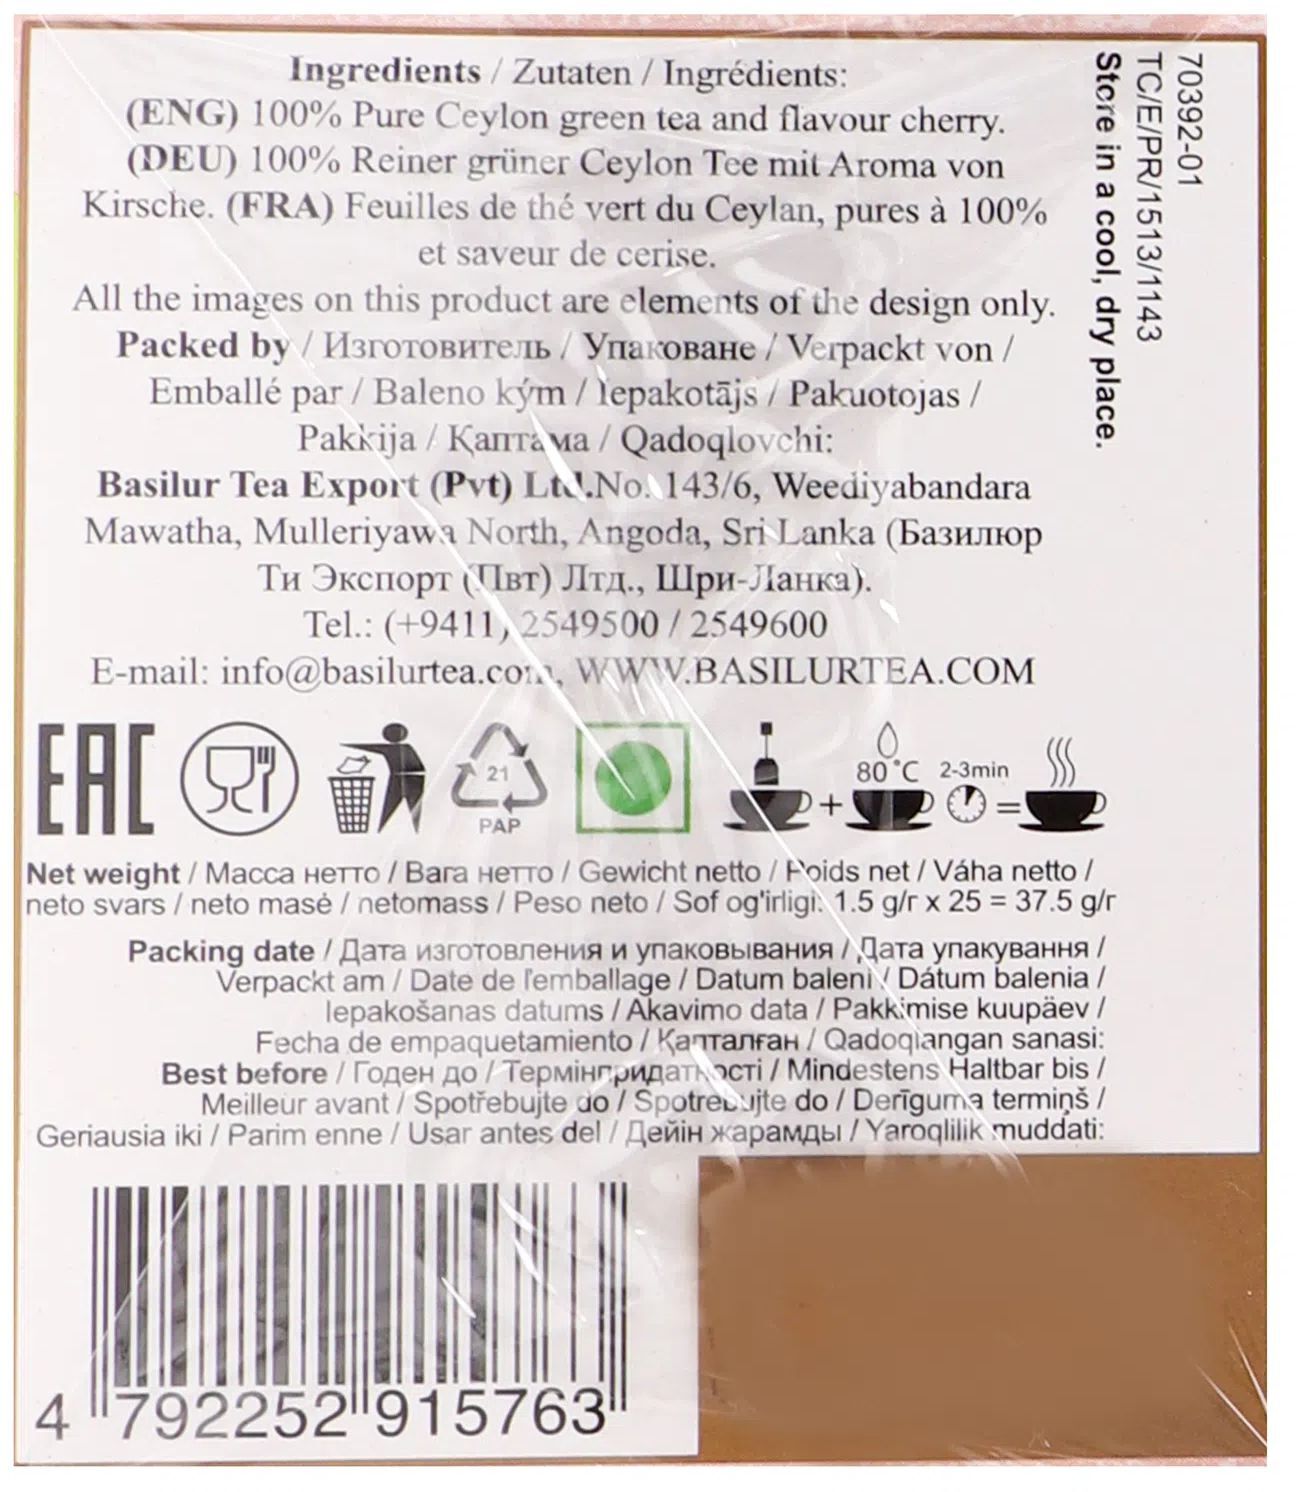 Ingredients / Zutaten / Ingrédients:
(ENG) 100% Pure Ceylon green tea and flavour cherry.
(DEU) 100% Reiner grüner Ceylon Tee mit Aroma von
Kirsche. (FRA) Feuilles de thé vert du Ceylan, pures à 100%
et saveur de cerise.
All the images on this product are elements of the design only.
Packed by / Изготовитель / Упаковане / Verpackt von /
Emballé par / Baleno kým / Iepakotājs / Pakuotojas /
Pakkija / Қаптама / Qadoqlovchi:
Basilur Tea Export (Pvt) Ltd.No. 143/6, Weediyabandara
Mawatha, Mulleriyawa North, Angoda, Sri Lanka (Базилюр
Ти Экспорт (Пвт) Лтд., Шри-Ланка).
Tel.: (+9411) 2549500 / 2549600
E-mail: info@basilurtea.com, WWW.BASILURTEA.COM
70392-01
TC/E/PR/1513/1143
Store in a cool, dry place.
EAC
21
PAP
+ 80°C 2-3min =
Net weight / Масса нетто / Вага нетто / Gewicht netto / Poids net / Váha netto /
neto svars / neto masė / netomass / Peso neto / Sof og'irligi: 1.5 g/r x 25 = 37.5 g/r
Packing date / Дата изготовления и упаковывания / Дата упакування /
Verpackt am / Date de l'emballage / Datum baleni / Dátum balenia /
Iepakošanas datums / Akavimo data / Pakkimise kuupäev /
Fecha de empaquetamiento / Қапталған / Qadoqlangan sanasi:
Best before / Годен до / Термінпридатності / Mindestens Haltbar bis /
Meilleur avant / Spotřebujte do / Spotrebujte do / Derīguma termiņš /
Geriausia iki / Parim enne / Usar antes del / Дейін жарамды / Yaroqlilik muddati:
4 792252 915763